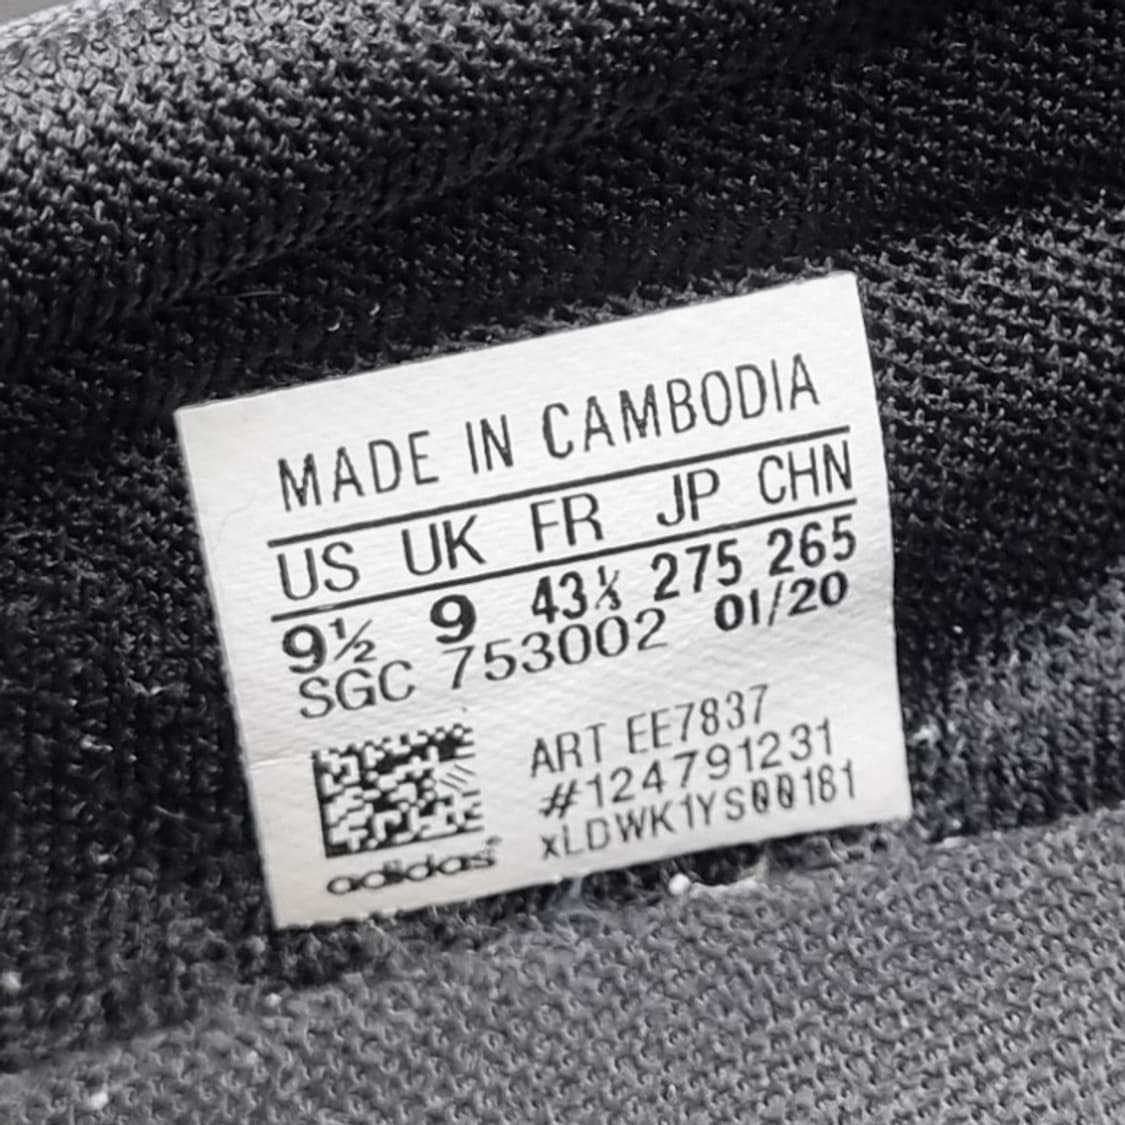 MADE IN CAMBODIA
US UK FR JP CHN
9½ 9 43⅓ 275 265
SGC 753002 01/20
ART EE7837
#124791231
xLDWK1YS00181
adidas